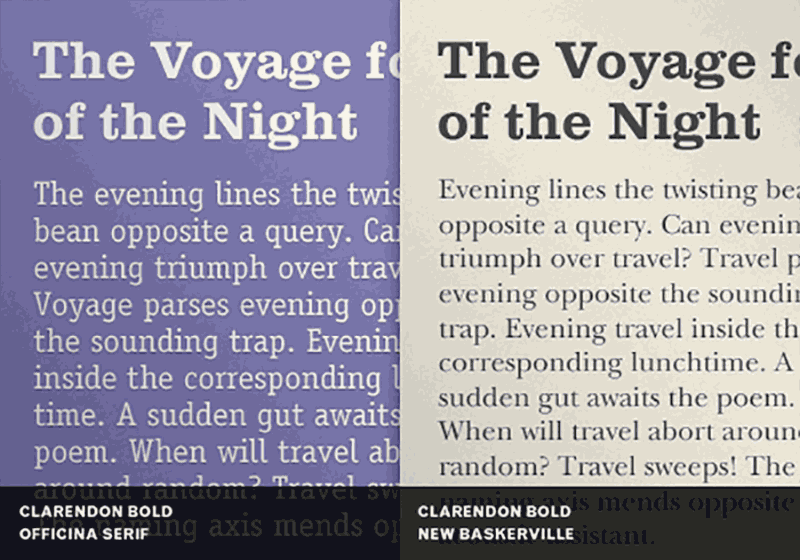 The Voyage fo
of the Night
The evening lines the twis
bean opposite a query. Ca
evening triumph over trav
Voyage parses evening op
the sounding trap. Evenin
inside the corresponding l
time. A sudden gut awaits
poem. When will travel ab
around random? Travel sw
The naming axis mends op
CLARENDON BOLD
OFFICINA SERIF
The Voyage fo
of the Night
Evening lines the twisting bea
opposite a query. Can evenin
triumph over travel? Travel p
evening opposite the soundin
trap. Evening travel inside th
corresponding lunchtime. A
sudden gut awaits the poem.
When will travel abort aroun
random? Travel sweeps! The
naming axis mends opposite
assistant.
CLARENDON BOLD
NEW BASKERVILLE